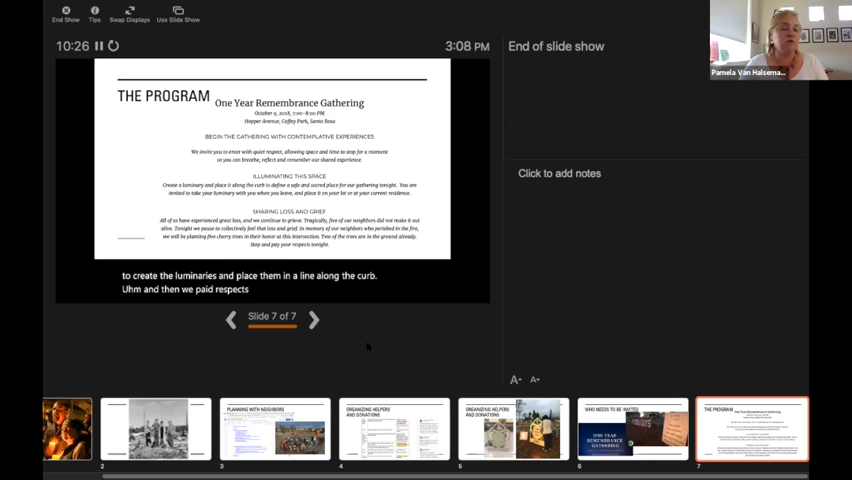 End Show Tips Swap Displays Use Slide Show
10:26
3:08 PM
End of slide show
Pamela Van Halsema...
THE PROGRAM
One Year Remembrance Gathering
October 9, 2018, 7:00-8:00 PM
Hopper Avenue, Coffey Park, Santa Rosa
BEGIN THE GATHERING WITH CONTEMPLATIVE EXPERIENCES
We invite you to enter with quiet respect, allowing space and time to stop for a moment
so you can breathe, reflect and remember our shared experience.
ILLUMINATING THIS SPACE
Create a luminary and place it along the curb to define a safe and sacred place for our gathering tonight. You are
invited to take your luminary with you when you leave, and place it on your lot or at your current residence.
SHARING LOSS AND GRIEF
All of us have experienced great loss, and we continue to grieve. Tragically, five of our neighbors did not make it out
alive. Tonight we pause to collectively feel that loss and grief. In memory of our neighbors who perished in the fire,
we will be planting five cherry trees in their honor at this intersection. Two of the trees are in the ground already.
Stop and pay your respects tonight.
Click to add notes
to create the luminaries and place them in a line along the curb.
Uhm and then we paid respects
Slide 7 of 7
A A
PLANNING WITH NEIGHBORS
ORGANIZING HELPERS
AND DONATIONS
ORGANIZING HELPERS
AND DONATIONS
WHO NEEDS TO BE INVITED
ONE YEAR
REMEMBRANCE
GATHERING
THE PROGRAM
One Year Remembrance Gathering
2 3 4 5 6 7